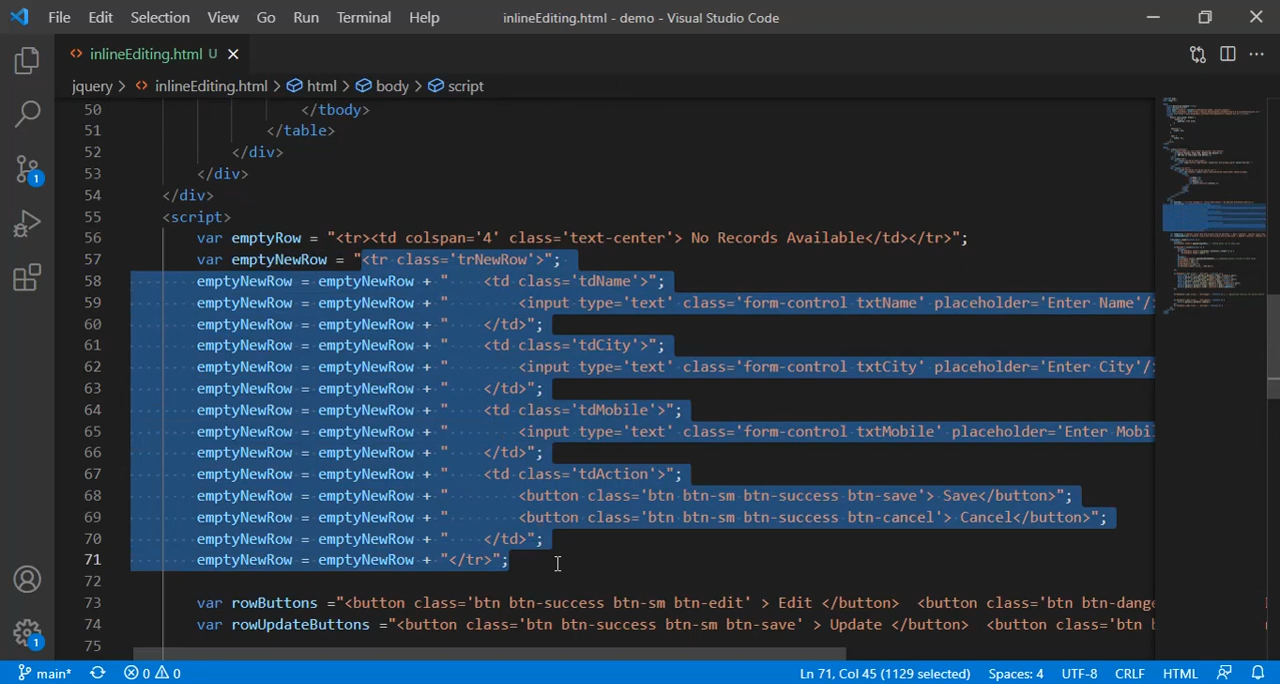 File Edit Selection View Go Run Terminal Help inlineEditing.html - demo - Visual Studio Code
inlineEditing.html U
jquery > inlineEditing.html > html > body > script
50 </tbody>
51 </table>
52 </div>
53 </div>
54 </div>
55 <script>
56 var emptyRow = "<tr><td colspan='4' class='text-center'> No Records Available</td></tr>";
57 var emptyNewRow = "<tr class='trNewRow'>";
58 emptyNewRow = emptyNewRow + " <td class='tdName'>";
59 emptyNewRow = emptyNewRow + " <input type='text' class='form-control txtName' placeholder='Enter Name'/>
60 emptyNewRow = emptyNewRow + " </td>";
61 emptyNewRow = emptyNewRow + " <td class='tdCity'>";
62 emptyNewRow = emptyNewRow + " <input type='text' class='form-control txtCity' placeholder='Enter City'/>
63 emptyNewRow = emptyNewRow + " </td>";
64 emptyNewRow = emptyNewRow + " <td class='tdMobile'>";
65 emptyNewRow = emptyNewRow + " <input type='text' class='form-control txtMobile' placeholder='Enter Mobil
66 emptyNewRow = emptyNewRow + " </td>";
67 emptyNewRow = emptyNewRow + " <td class='tdAction'>";
68 emptyNewRow = emptyNewRow + " <button class='btn btn-sm btn-success btn-save'> Save</button>";
69 emptyNewRow = emptyNewRow + " <button class='btn btn-sm btn-success btn-cancel'> Cancel</button>";
70 emptyNewRow = emptyNewRow + " </td>";
71 emptyNewRow = emptyNewRow + "</tr>";
72
73 var rowButtons ="<button class='btn btn-success btn-sm btn-edit' > Edit </button> <button class='btn btn-dange
74 var rowUpdateButtons ="<button class='btn btn-success btn-sm btn-save' > Update </button> <button class='btn b
75
1
1
main* 0 0 Ln 71, Col 45 (1129 selected) Spaces: 4 UTF-8 CRLF HTML